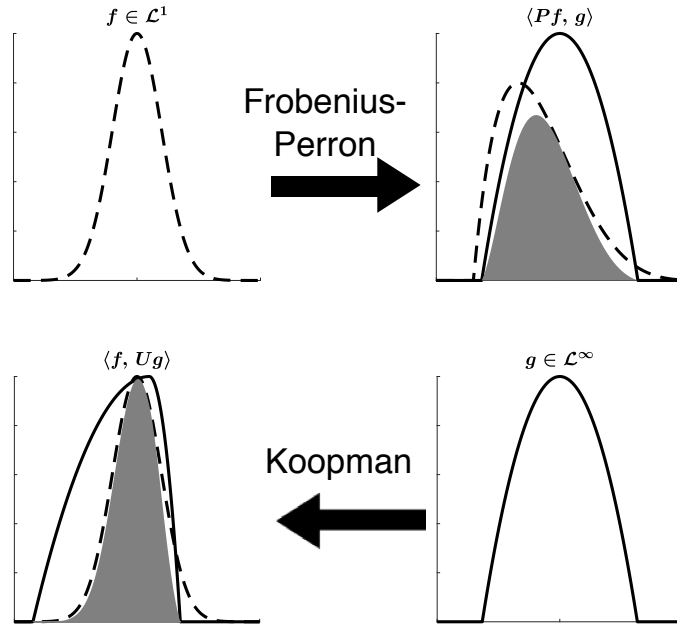 f ∈ ℒ¹
⟨Pf, g⟩
Frobenius-
Perron
⟨f, Ug⟩
g ∈ ℒ^∞
Koopman